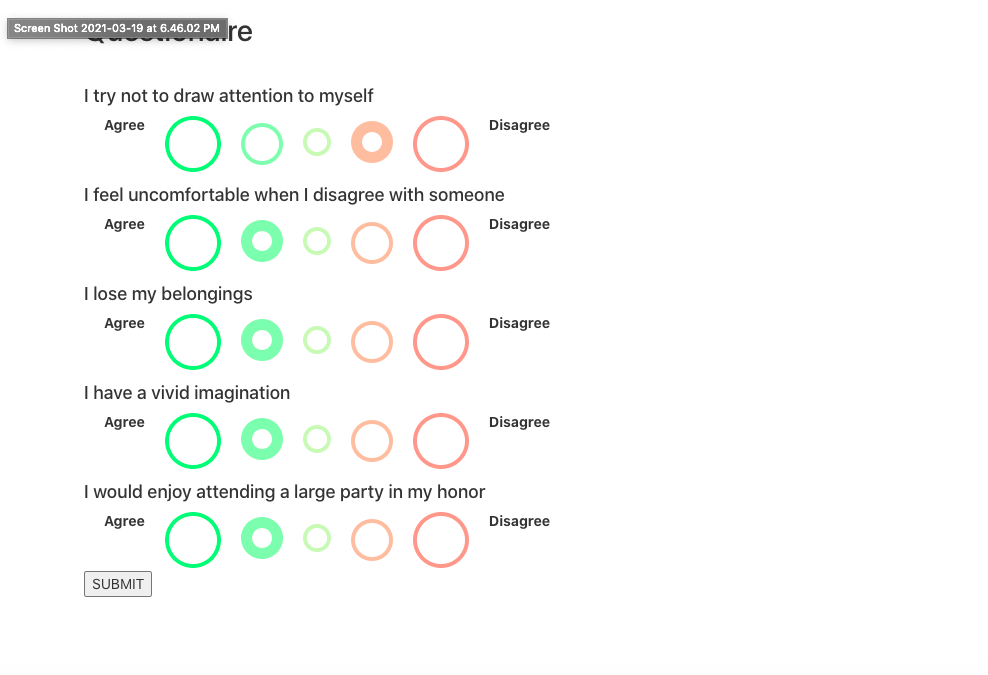 Screen Shot 2021-03-19 at 6.46.02 PM
Questionaire
I try not to draw attention to myself
Agree Disagree
I feel uncomfortable when I disagree with someone
Agree Disagree
I lose my belongings
Agree Disagree
I have a vivid imagination
Agree Disagree
I would enjoy attending a large party in my honor
Agree Disagree
SUBMIT